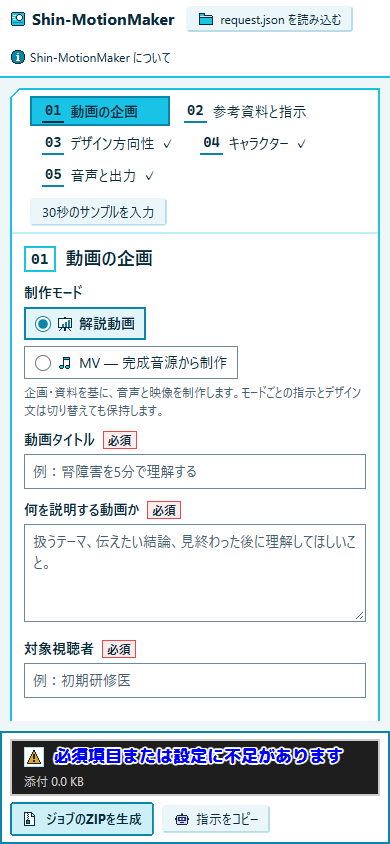 Shin-MotionMaker
request.json を読み込む
Shin-MotionMaker について
01 動画の企画
02 参考資料と指示
03 デザイン方向性 ✓
04 キャラクター ✓
05 音声と出力 ✓
30秒のサンプルを入力
01 動画の企画
制作モード
解説動画
MV — 完成音源から制作
企画・資料を基に、音声と映像を制作します。モードごとの指示とデザイン
文は切り替えても保持します。
動画タイトル 必須
例：腎障害を5分で理解する
何を説明する動画か 必須
扱うテーマ、伝えたい結論、見終わった後に理解してほしいこ
と。
対象視聴者 必須
例：初期研修医
必須項目または設定に不足があります
添付 0.0 KB
ジョブのZIPを生成
指示をコピー